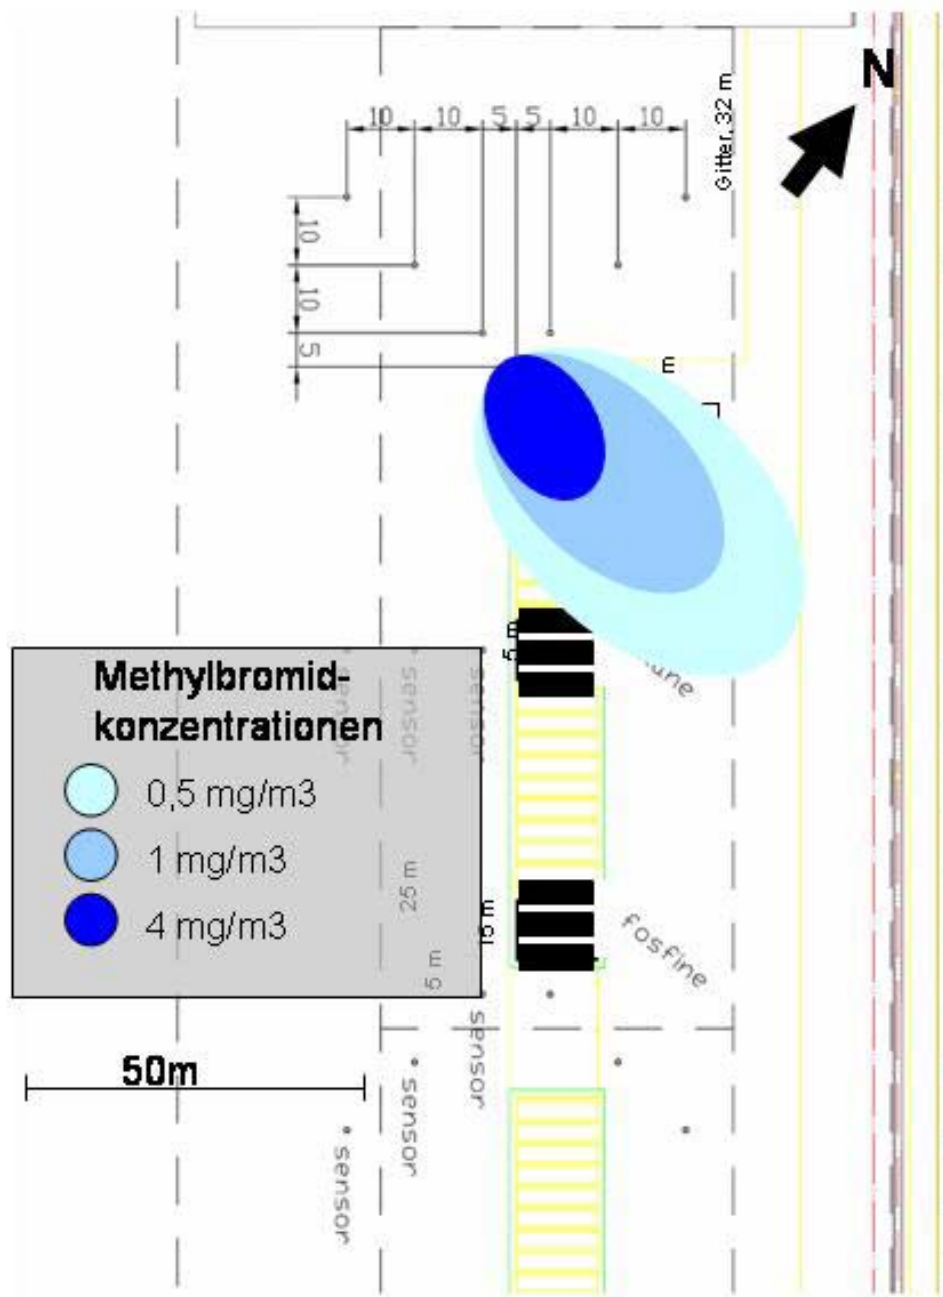 N
10 10 5 5 10 10
Gitter, 32 m
10
10
5
m
5 m
Methylbromid-
konzentrationen
0,5 mg/m3
1 mg/m3
4 mg/m3
sensor
sensor
sensor
25 m
5 m
fosfine
50m
sensor
sensor
sensor